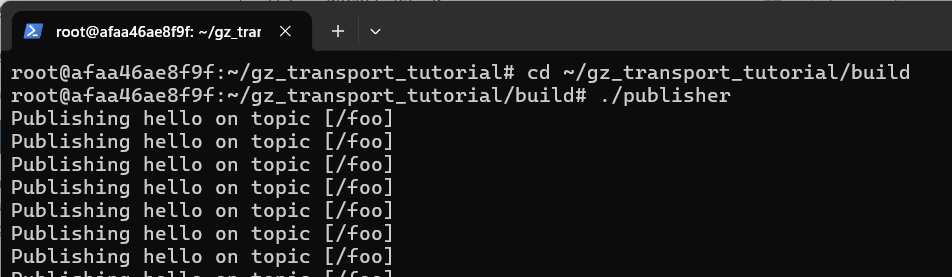 root@afaa46ae8f9f: ~/gz_trar
root@afaa46ae8f9f:~/gz_transport_tutorial# cd ~/gz_transport_tutorial/build
root@afaa46ae8f9f:~/gz_transport_tutorial/build# ./publisher
Publishing hello on topic [/foo]
Publishing hello on topic [/foo]
Publishing hello on topic [/foo]
Publishing hello on topic [/foo]
Publishing hello on topic [/foo]
Publishing hello on topic [/foo]
Publishing hello on topic [/foo]